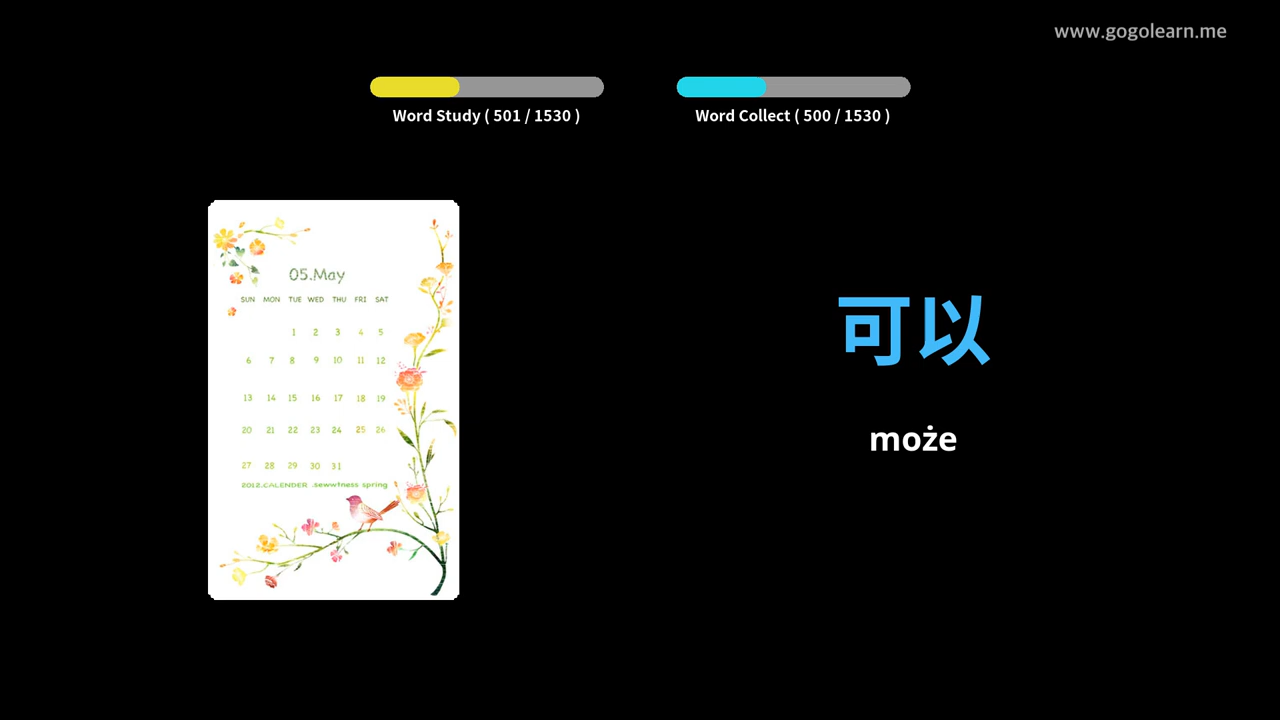 www.gogolearn.me
Word Study ( 501 / 1530 )
Word Collect ( 500 / 1530 )
05.May
SUN MON TUE WED THU FRI SAT
1 2 3 4 5
6 7 8 9 10 11 12
13 14 15 16 17 18 19
20 21 22 23 24 25 26
27 28 29 30 31
2012.CALENDER .sewwtness spring
可以
może